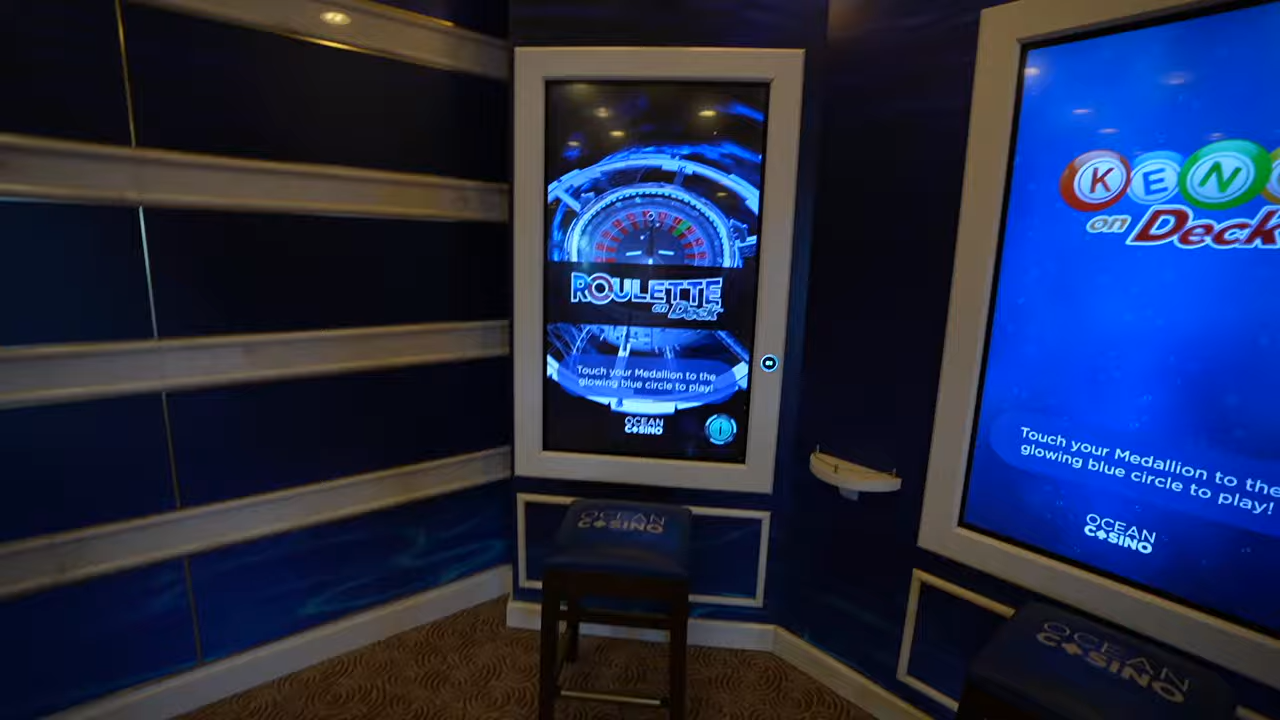 ROULETTE
on Deck
Touch your Medallion to the
glowing blue circle to play!
OCEAN
CASINO
OCEAN
CASINO
KEN
on Deck
Touch your Medallion to the
glowing blue circle to play!
OCEAN
CASINO
OCEAN
CASINO